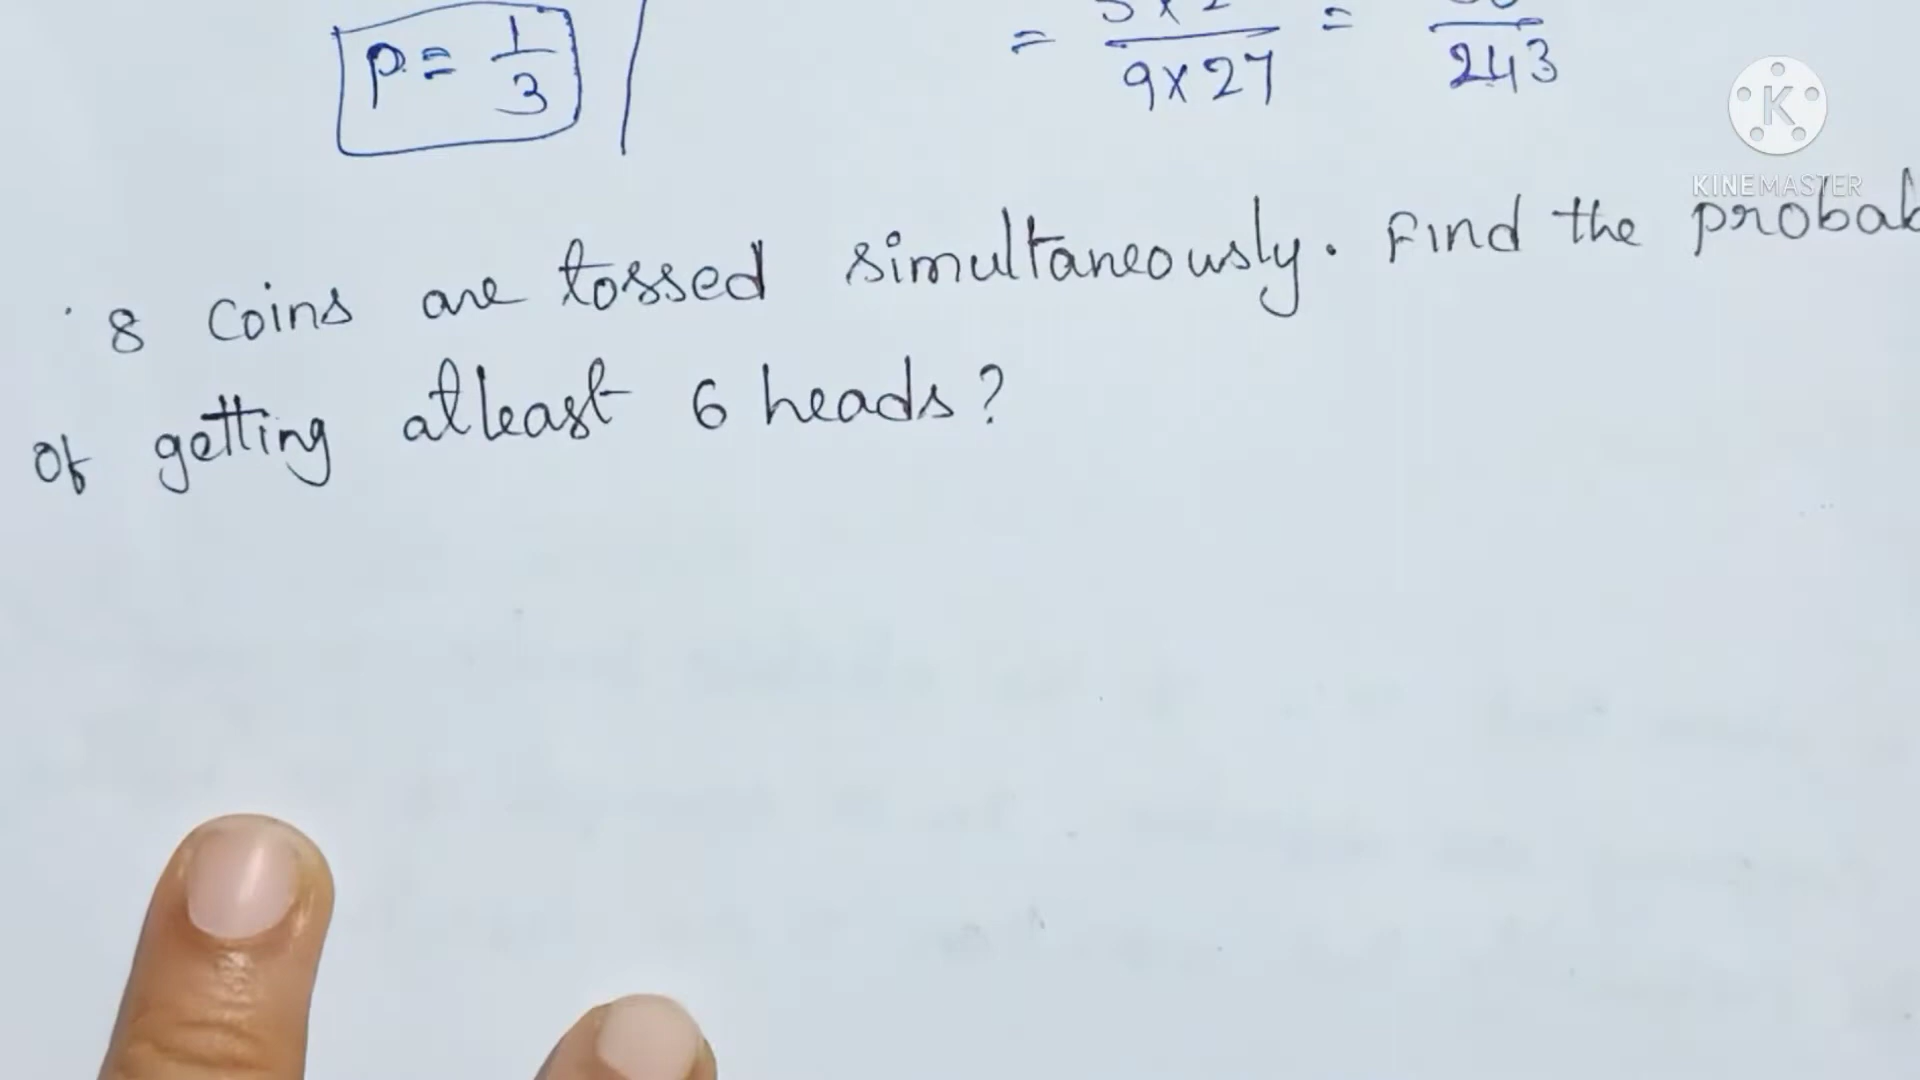 p = 1/3
= 9 x 27 = 243
K
KINEMASTER
8 coins are tossed simultaneously. Find the
of getting atleast 6 heads?